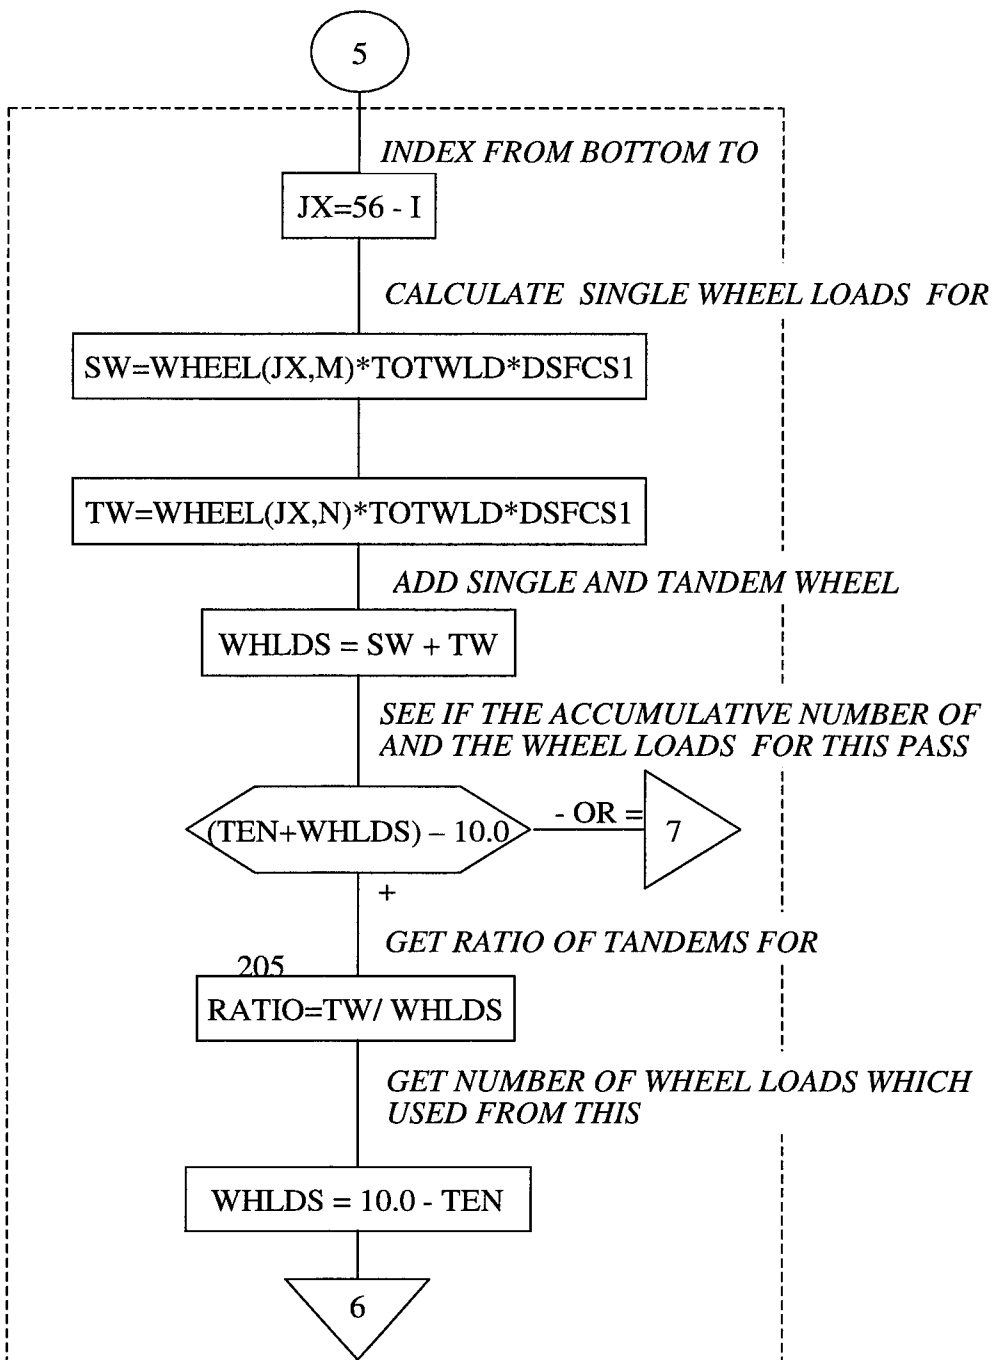 5
INDEX FROM BOTTOM TO
JX=56 - I
CALCULATE SINGLE WHEEL LOADS FOR
SW=WHEEL(JX,M)*TOTWLD*DSFCS1
TW=WHEEL(JX,N)*TOTWLD*DSFCS1
ADD SINGLE AND TANDEM WHEEL
WHLDS = SW + TW
SEE IF THE ACCUMULATIVE NUMBER OF
AND THE WHEEL LOADS FOR THIS PASS
(TEN+WHLDS) – 10.0
- OR =
7
+
GET RATIO OF TANDEMS FOR
205
RATIO=TW/ WHLDS
GET NUMBER OF WHEEL LOADS WHICH
USED FROM THIS
WHLDS = 10.0 - TEN
6